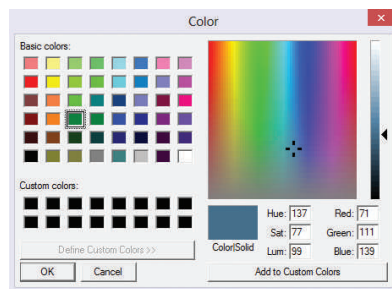 Color
Basic colors:
Custom colors:
Define Custom Colors >>
OK Cancel
Color|Solid
Hue: 137 Red: 71
Sat: 77 Green: 111
Lum: 99 Blue: 139
Add to Custom Colors